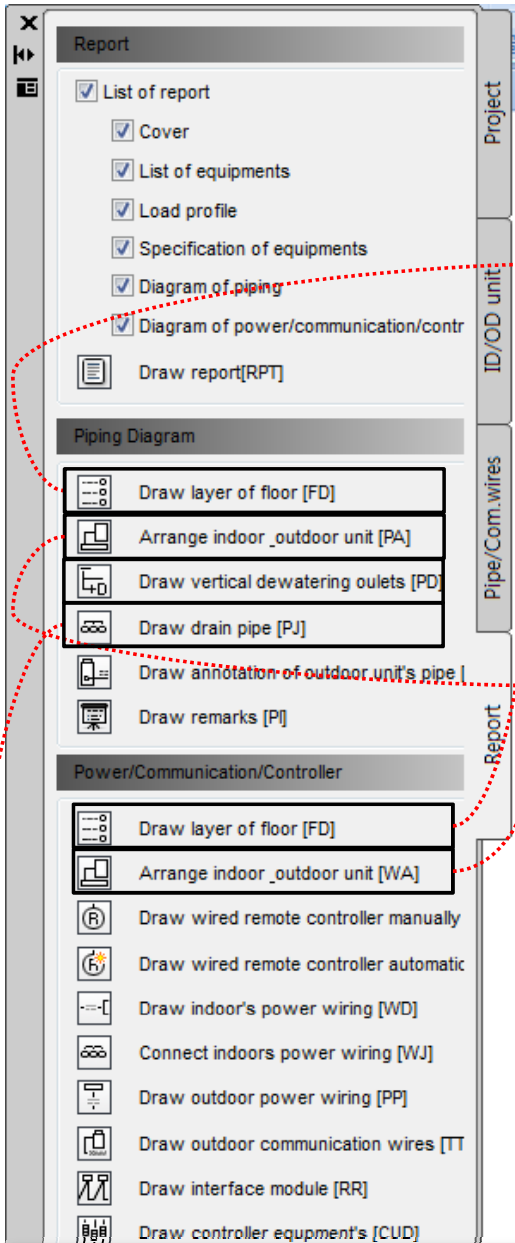 Report
List of report
Cover
List of equipments
Load profile
Specification of equipments
Diagram of piping
Diagram of power/communication/contr
Draw report[RPT]
Piping Diagram
Draw layer of floor [FD]
Arrange indoor _outdoor unit [PA]
Draw vertical dewatering oulets [PD]
Draw drain pipe [PJ]
Draw annotation of outdoor unit's pipe [
Draw remarks [PI]
Power/Communication/Controller
Draw layer of floor [FD]
Arrange indoor _outdoor unit [WA]
Draw wired remote controller manually
Draw wired remote controller automatic
Draw indoor's power wiring [WD]
Connect indoors power wiring [WJ]
Draw outdoor power wiring [PP]
Draw outdoor communication wires [TT
Draw interface module [RR]
Draw controller equpment's [CUD]
Project
ID/OD unit
Pipe/Com.wires
Report